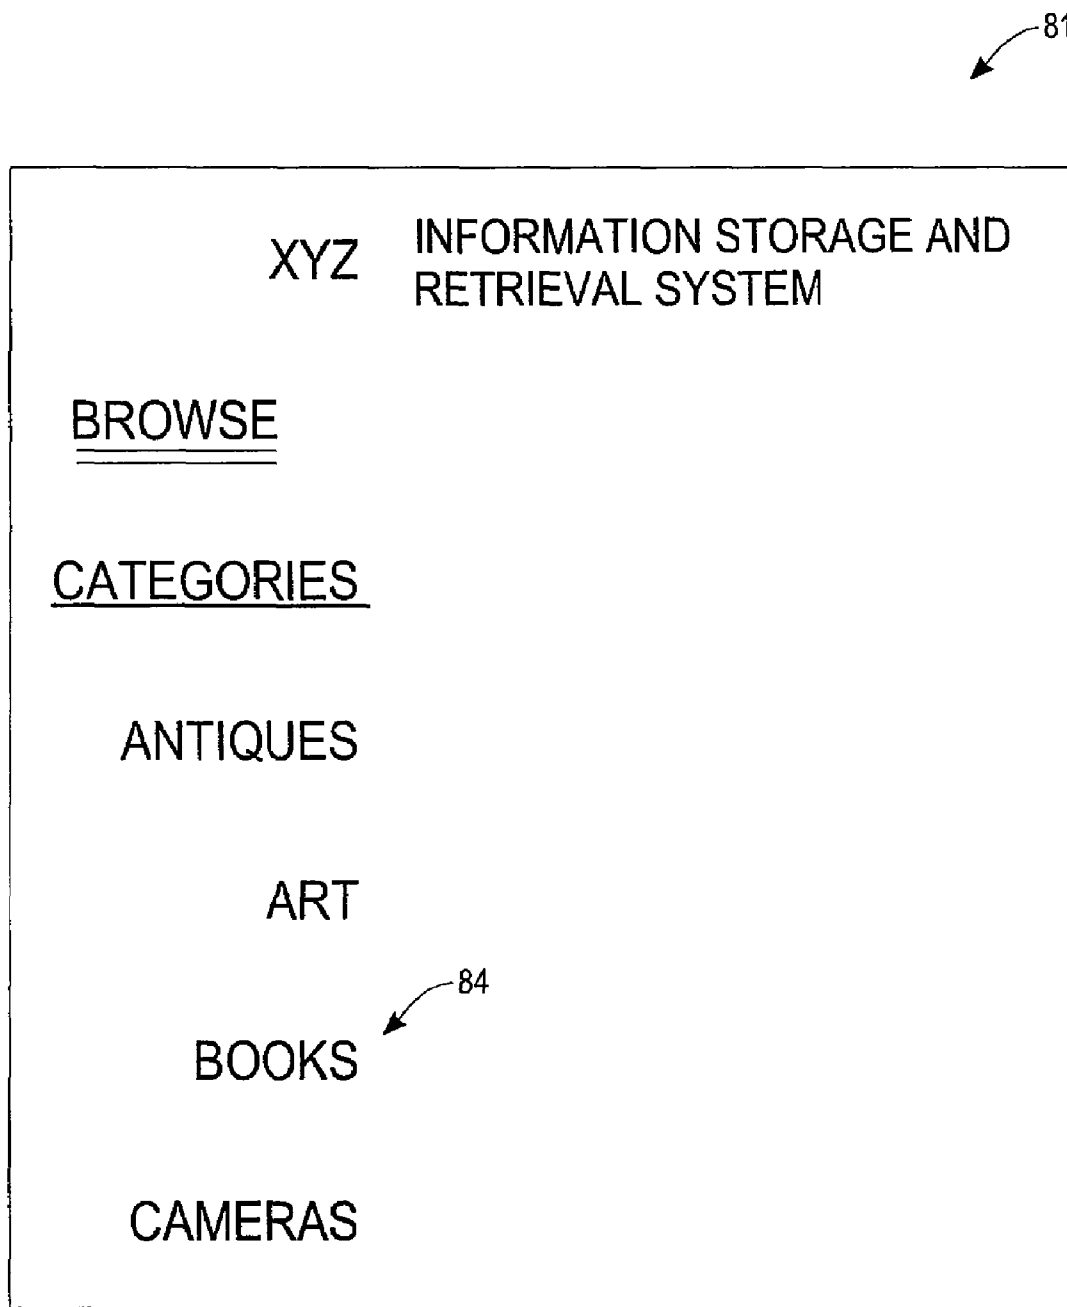 81
XYZ INFORMATION STORAGE AND
RETRIEVAL SYSTEM
BROWSE
CATEGORIES
ANTIQUES
ART
84
BOOKS
CAMERAS